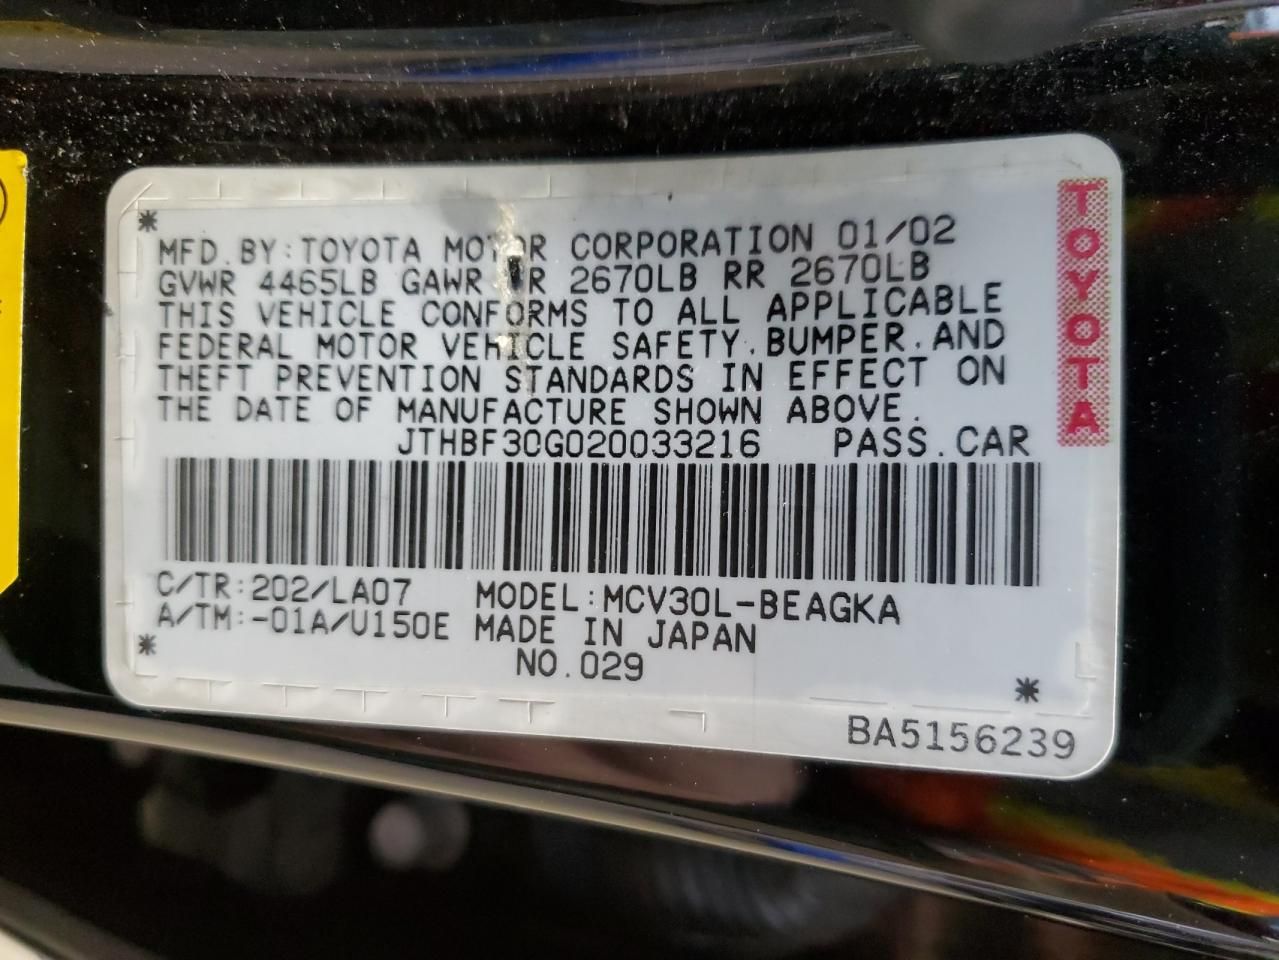 MFD. BY: TOYOTA MOTOR CORPORATION 01/02
GVWR 4465LB GAWR FR 2670LB RR 2670LB
THIS VEHICLE CONFORMS TO ALL APPLICABLE
FEDERAL MOTOR VEHICLE SAFETY, BUMPER, AND
THEFT PREVENTION STANDARDS IN EFFECT ON
THE DATE OF MANUFACTURE SHOWN ABOVE.
JTHBF30G020033216 PASS. CAR
C/TR: 202/LA07 MODEL: MCV30L-BEAGKA
A/TM: -01A/U150E MADE IN JAPAN
NO. 029
BA5156239
TOYOTA